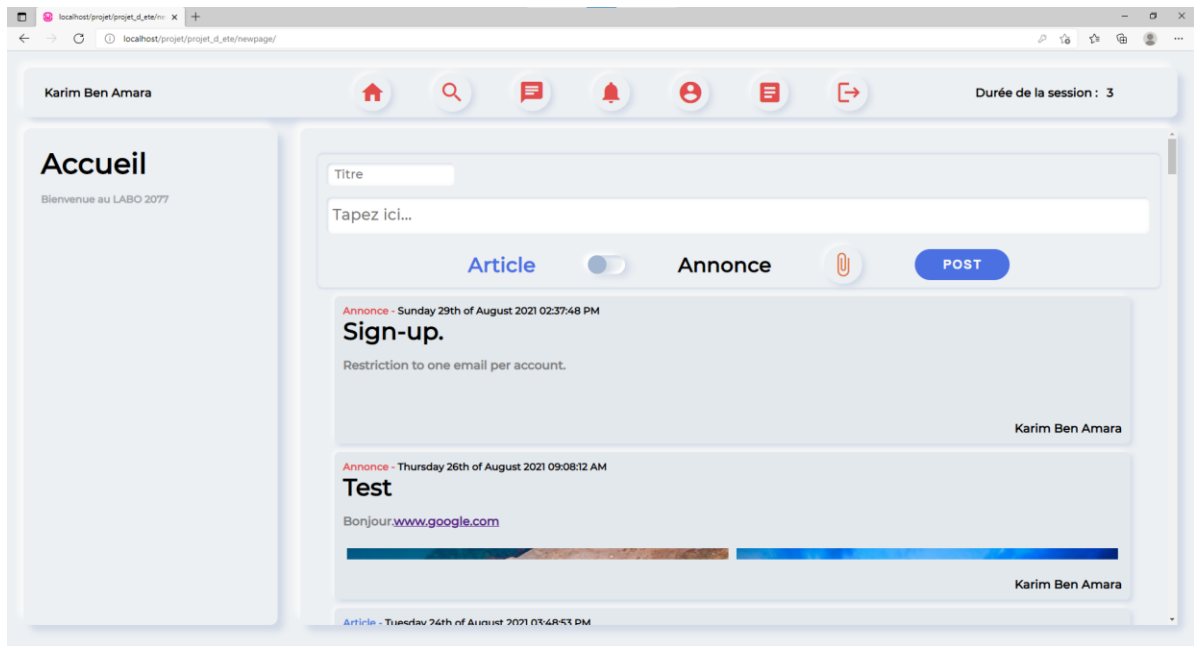 localhost/projet/projet_d_ete/ne
localhost/projet/projet_d_ete/newpage/
Karim Ben Amara
Durée de la session : 3
Accueil
Bienvenue au LABO 2077
Titre
Tapez ici...
Article Annonce POST
Annonce - Sunday 29th of August 2021 02:37:48 PM
Sign-up.
Restriction to one email per account.
Karim Ben Amara
Annonce - Thursday 26th of August 2021 09:08:12 AM
Test
Bonjour.www.google.com
Karim Ben Amara
Article - Tuesday 24th of August 2021 03:48:53 PM